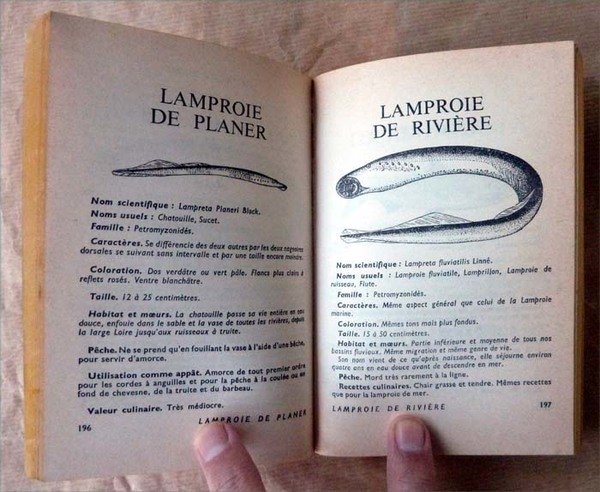 LAMPROIE
DE PLANER
Nom scientifique : Lampreta Planeri Block.
Noms usuels : Chatouille, Sucet.
Famille : Petromyzonidés.
Caractères. Se différencie des deux autres par les deux nageoires
dorsales se suivant sans intervalle et par une taille encore moindre.
Coloration. Dos verdâtre ou vert pâle. Flancs plus clairs à
reflets rosés. Ventre blanchâtre.
Taille. 12 à 25 centimètres.
Habitat et mœurs. La chatouille passe sa vie entière en eau
douce, enfouie dans le sable et la vase de toutes les rivières, depuis
la large Loire jusqu'aux ruisseaux à truite.
Pêche. Ne se prend qu'en fouillant la vase à l'aide d'une bêche,
pour servir d'amorce.
Utilisation comme appât. Amorce de tout premier ordre
pour les cordes à anguilles et pour la pêche à la coulée ou au
fond de chevesne, de la truite et du barbeau.
Valeur culinaire. Très médiocre.
196
LAMPROIE DE PLANER
LAMPROIE
DE RIVIÈRE
Nom scientifique : Lampreta fluviatilis Linné.
Noms usuels : Lamproie fluviatile, Lamprillon, Lamproie de
ruisseau, Flute.
Famille : Petromyzonidés.
Caractères. Même aspect général que celui de la Lamproie
marine.
Coloration. Mêmes tons mais plus fondus.
Taille. 15 à 50 centimètres.
Habitat et mœurs. Partie inférieure et moyenne de tous nos
bassins fluviaux. Même migration et même genre de vie.
Son nom vient de ce qu'après naissance, elle séjourne environ
quatre ans en eau douce avant de descendre en mer.
Pêche. Mord très rarement à la ligne.
Recettes culinaires. Chair grasse et tendre. Mêmes recettes
que pour la lamproie de mer.
LAMPROIE DE RIVIÈRE
197